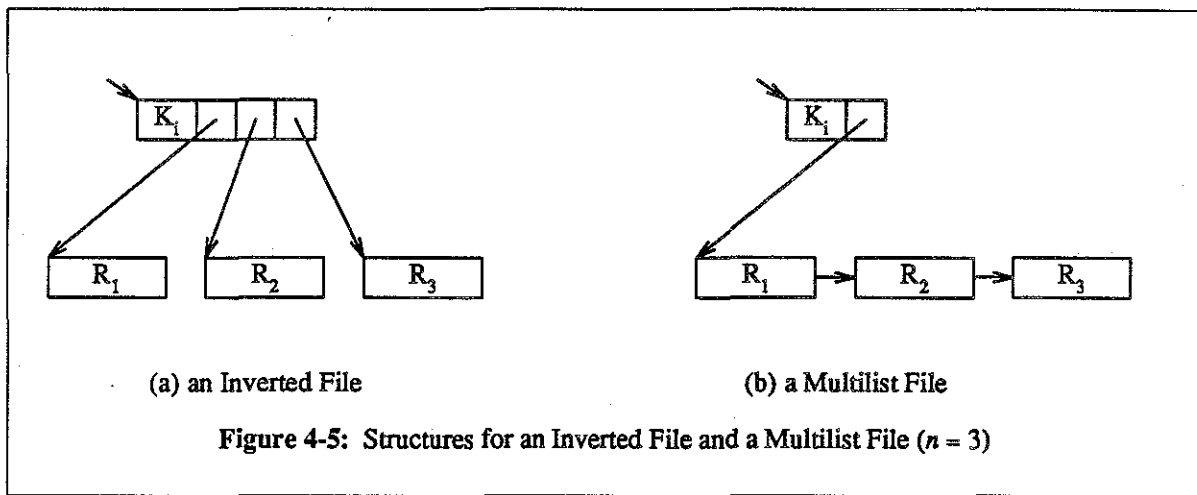 K_i
K_i
R_1 R_2 R_3
R_1 R_2 R_3
(a) an Inverted File
(b) a Multilist File
Figure 4-5: Structures for an Inverted File and a Multilist File (n = 3)